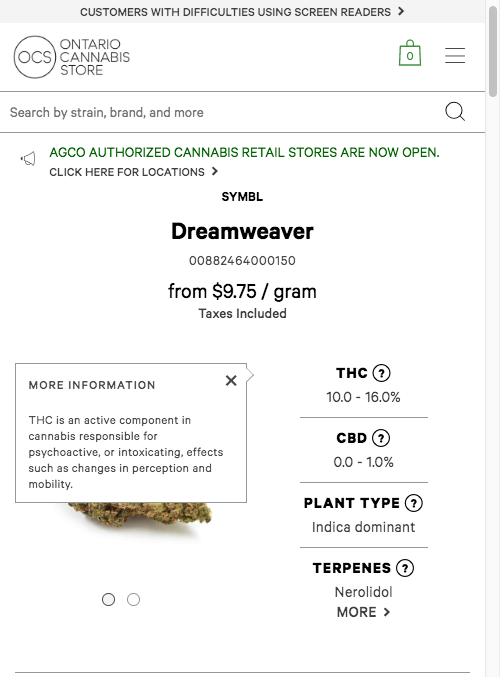 CUSTOMERS WITH DIFFICULTIES USING SCREEN READERS
OCS
ONTARIO
CANNABIS
STORE
0
Search by strain, brand, and more
AGCO AUTHORIZED CANNABIS RETAIL STORES ARE NOW OPEN.
CLICK HERE FOR LOCATIONS
SYMBL
Dreamweaver
00882464000150
from $9.75 / gram
Taxes Included
MORE INFORMATION
THC is an active component in
cannabis responsible for
psychoactive, or intoxicating, effects
such as changes in perception and
mobility.
THC ?
10.0 - 16.0%
CBD ?
0.0 - 1.0%
PLANT TYPE ?
Indica dominant
TERPENES ?
Nerolidol
MORE